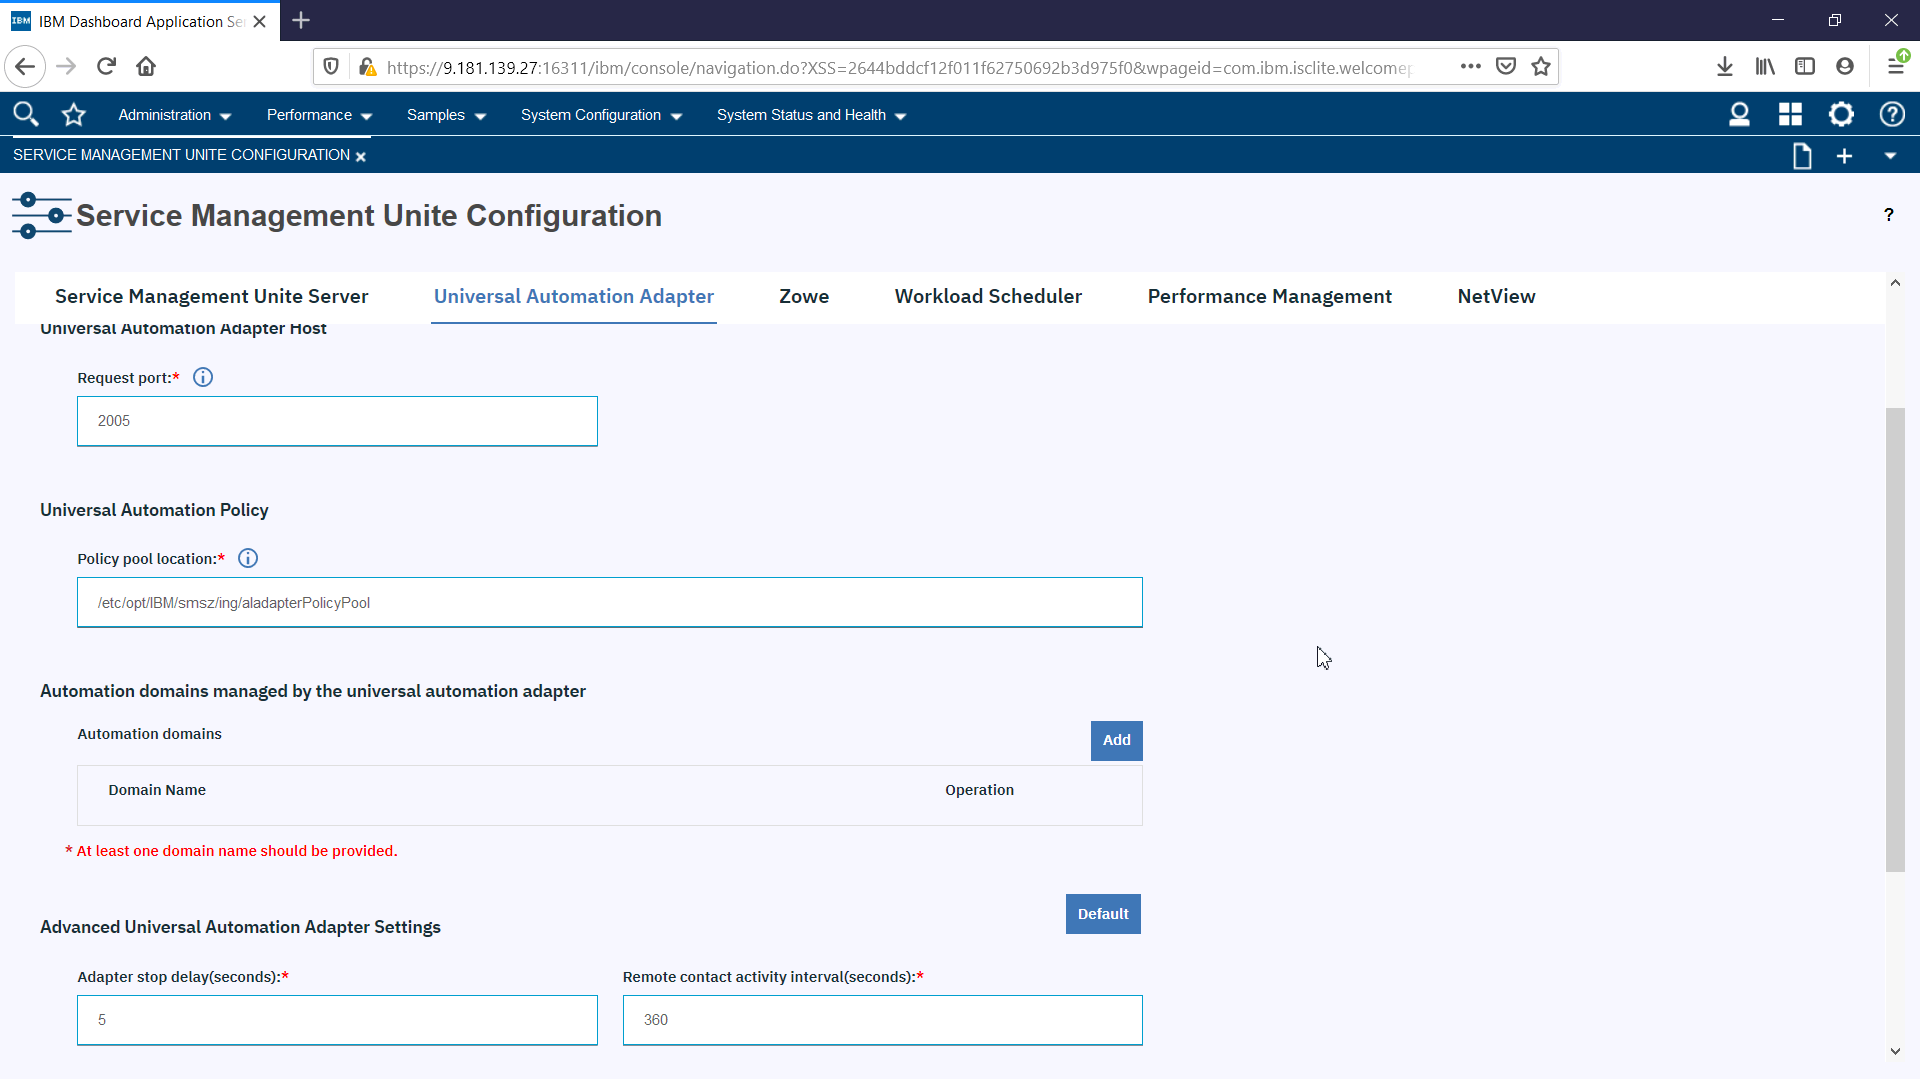 IBM IBM Dashboard Application Se
https://9.181.139.27:16311/ibm/console/navigation.do?XSS=2644bddcf12f011f62750692b3d975f0&wpageid=com.ibm.isclite.welcomep
Administration Performance Samples System Configuration System Status and Health
SERVICE MANAGEMENT UNITE CONFIGURATION
Service Management Unite Configuration ?
Service Management Unite Server Universal Automation Adapter Zowe Workload Scheduler Performance Management NetView
Universal Automation Adapter Host
Request port:*
2005
Universal Automation Policy
Policy pool location:*
/etc/opt/IBM/smsz/ing/aladapterPolicyPool
Automation domains managed by the universal automation adapter
Automation domains Add
Domain Name Operation
* At least one domain name should be provided.
Default
Advanced Universal Automation Adapter Settings
Adapter stop delay(seconds):* Remote contact activity interval(seconds):*
5 360